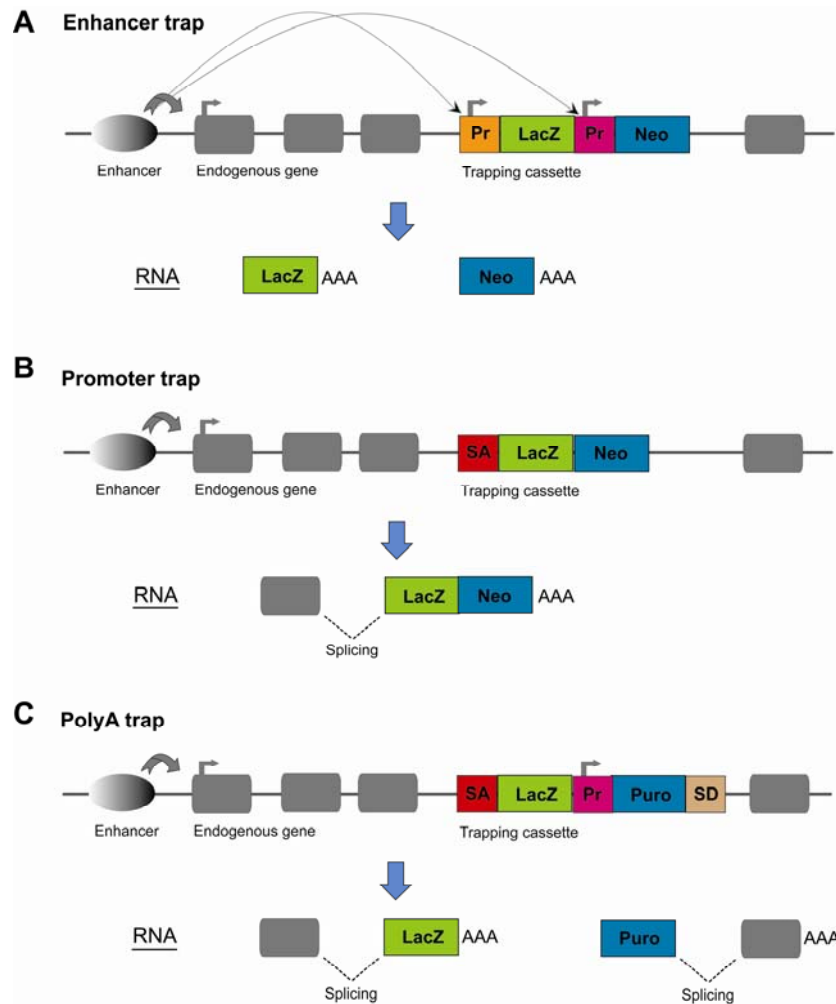 A Enhancer trap
Pr LacZ Pr Neo
Enhancer Endogenous gene Trapping cassette
RNA LacZ AAA Neo AAA
B Promoter trap
SA LacZ Neo
Enhancer Endogenous gene Trapping cassette
RNA LacZ Neo AAA
Splicing
C PolyA trap
SA LacZ Pr Puro SD
Enhancer Endogenous gene Trapping cassette
RNA LacZ AAA Puro AAA
Splicing Splicing